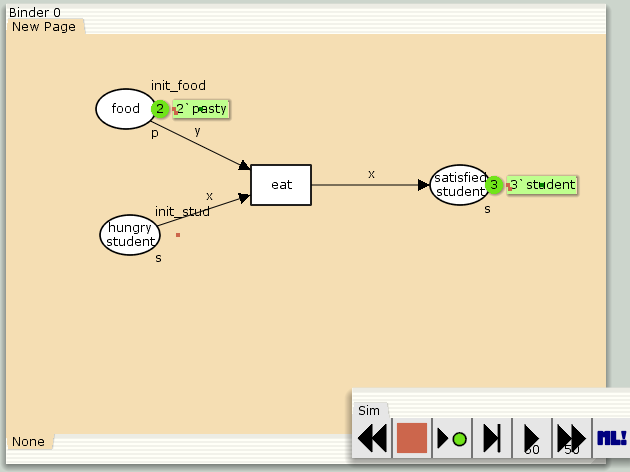 Binder 0
New Page
init_food
food
2
2`pasty
p
y
eat
x
satisfied
student
3
3`student
s
x
init_stud
hungry
student
s
Sim
None
50
50
ML!